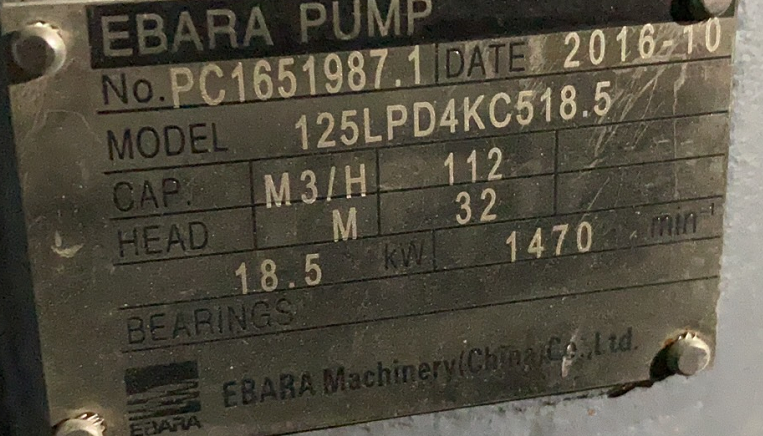 EBARA PUMP
No. PC1651987.1 DATE 2016-10
MODEL 125LPD4KC518.5
CAP. M3/H 112
HEAD M 32
18.5 kW 1470 min⁻¹
BEARINGS
EBARA Machinery(China)Co.,Ltd.
EBARA